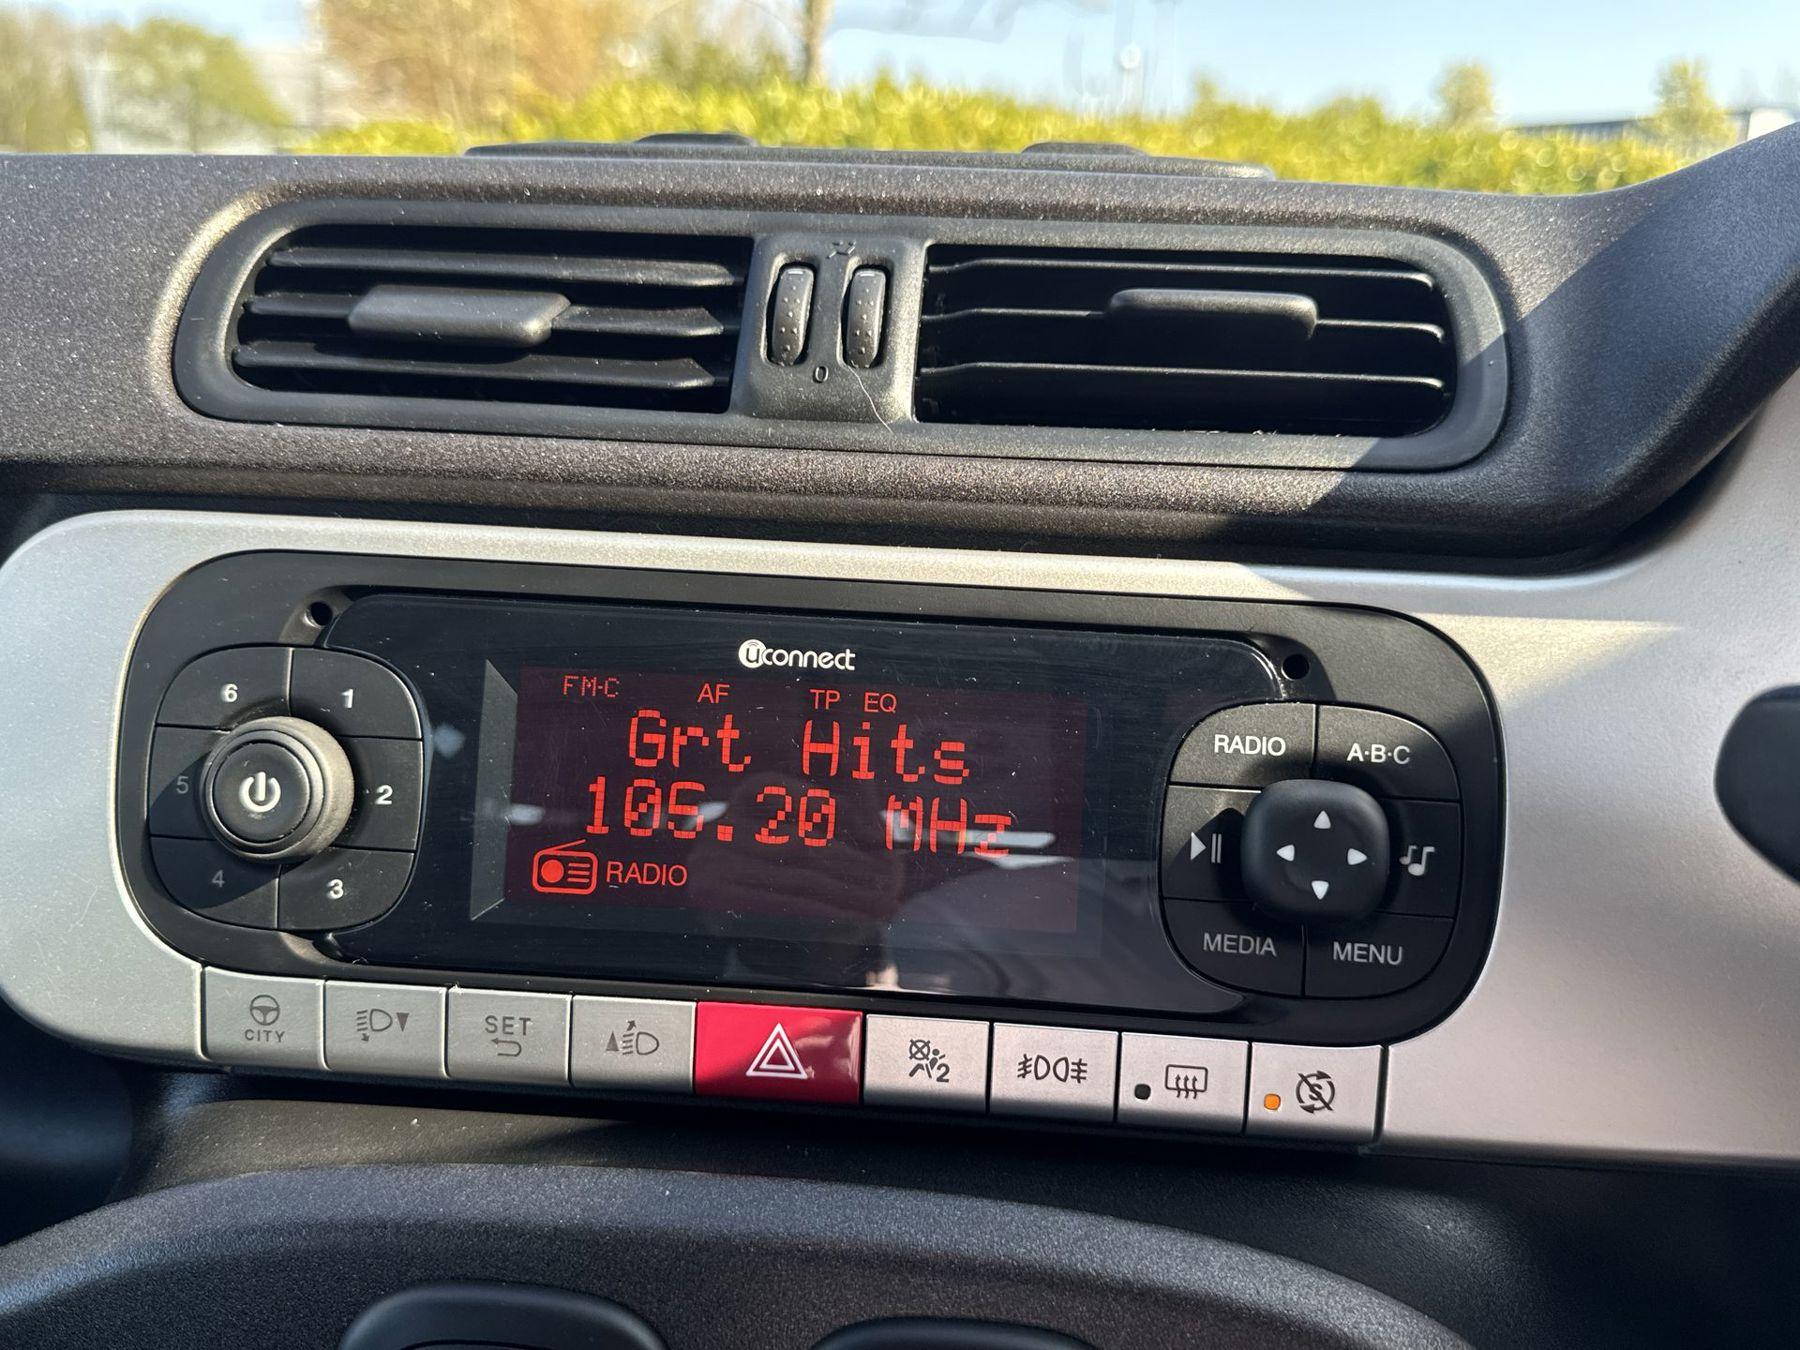 0
uconnect
FM-C AF TP EQ
Grt Hits
105.20 MHz
RADIO
6
1
5
2
4
3
RADIO
A·B·C
MEDIA
MENU
CITY
SET
2
S